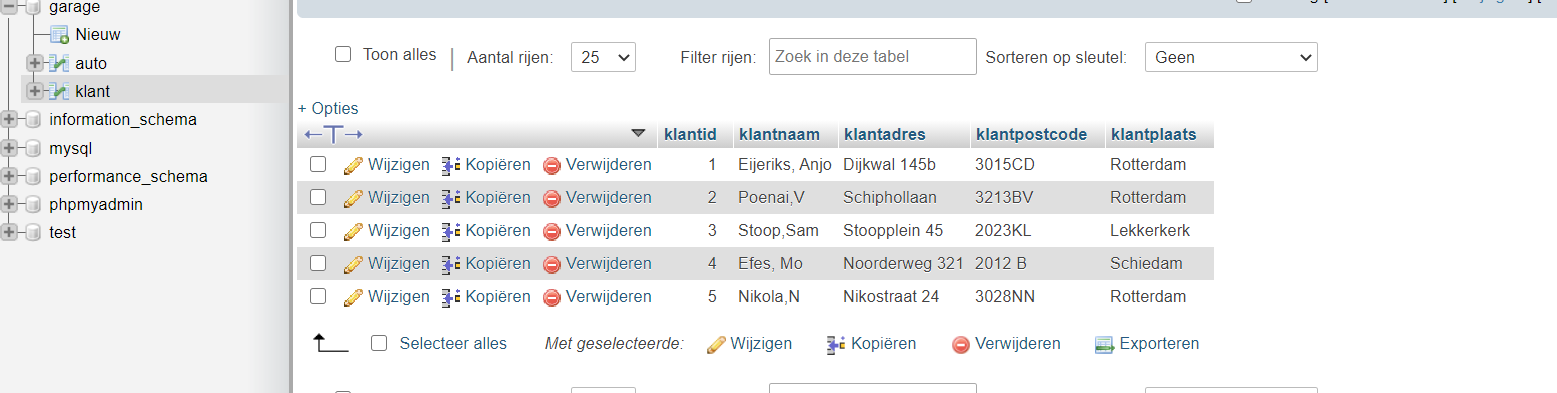 garage
Nieuw
auto
klant
information_schema
mysql
performance_schema
phpmyadmin
test
Toon alles Aantal rijen: 25 Filter rijen: Zoek in deze tabel Sorteren op sleutel: Geen
+ Opties
←T→ klantid klantnaam klantadres klantpostcode klantplaats
Wijzigen Kopiëren Verwijderen 1 Eijeriks, Anjo Dijkwal 145b 3015CD Rotterdam
Wijzigen Kopiëren Verwijderen 2 Poenai,V Schiphollaan 3213BV Rotterdam
Wijzigen Kopiëren Verwijderen 3 Stoop,Sam Stoopplein 45 2023KL Lekkerkerk
Wijzigen Kopiëren Verwijderen 4 Efes, Mo Noorderweg 321 2012 B Schiedam
Wijzigen Kopiëren Verwijderen 5 Nikola,N Nikostraat 24 3028NN Rotterdam
Selecteer alles Met geselecteerde: Wijzigen Kopiëren Verwijderen Exporteren